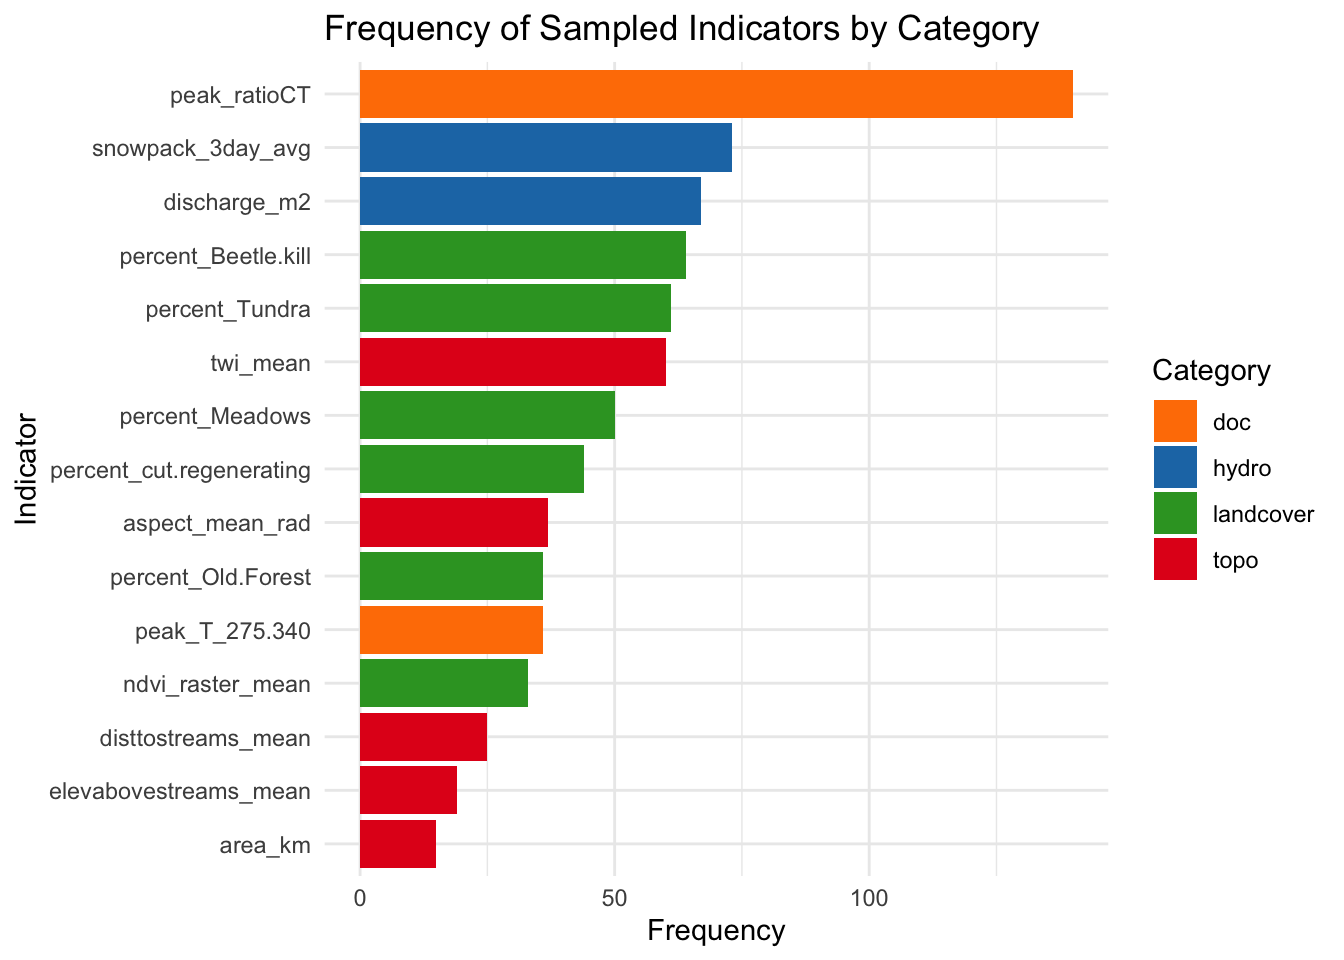 Frequency of Sampled Indicators by Category
peak_ratioCT
snowpack_3day_avg
discharge_m2
percent_Beetle.kill
percent_Tundra
twi_mean
percent_Meadows
percent_cut.regenerating
aspect_mean_rad
percent_Old.Forest
peak_T_275.340
ndvi_raster_mean
disttostreams_mean
elevabovestreams_mean
area_km
Indicator
0 50 100
Frequency
Category
doc
hydro
landcover
topo